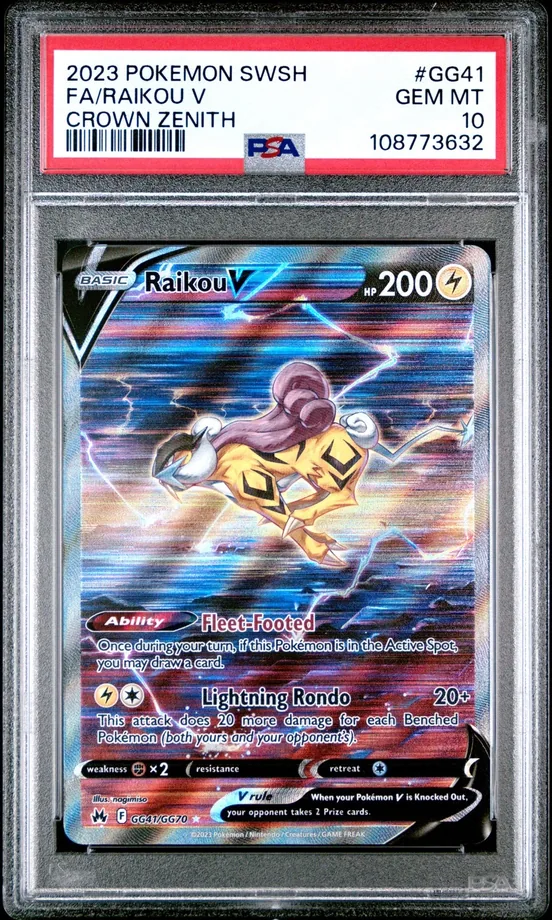 2023 POKEMON SWSH #GG41
FA/RAIKOU V GEM MT
CROWN ZENITH 10
PSA 108773632
BASIC Raikou V HP 200
Ability Fleet-Footed
Once during your turn, if this Pokémon is in the Active Spot,
you may draw a card.
Lightning Rondo 20+
This attack does 20 more damage for each Benched
Pokémon (both yours and your opponent's).
weakness ×2 resistance retreat
Illus. nagimiso
V rule When your Pokémon V is Knocked Out,
your opponent takes 2 Prize cards.
F GG41/GG70
©2023 Pokémon / Nintendo / Creatures / GAME FREAK
PSA